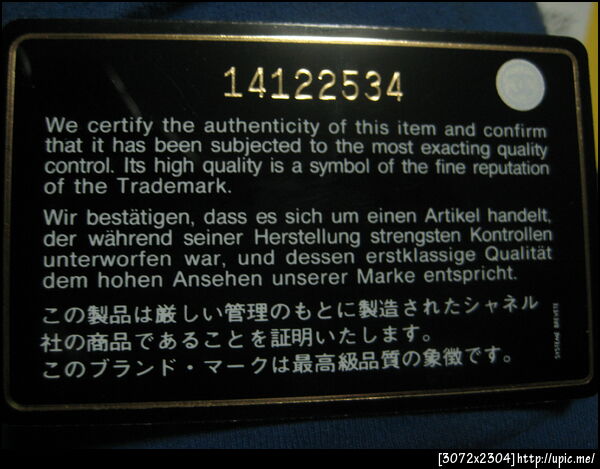 14122534
We certify the authenticity of this item and confirm
that it has been subjected to the most exacting quality
control. Its high quality is a symbol of the fine reputation
of the Trademark.
Wir bestätigen, dass es sich um einen Artikel handelt,
der während seiner Herstellung strengsten Kontrollen
unterworfen war, und dessen erstklassige Qualität
dem hohen Ansehen unserer Marke entspricht.
この製品は厳しい管理のもとに製造されたシャネル
社の商品であることを証明いたします。
このブランド・マークは最高級品質の象徴です。
SYSTEME BREVETE
[3072x2304]http://upic.me/